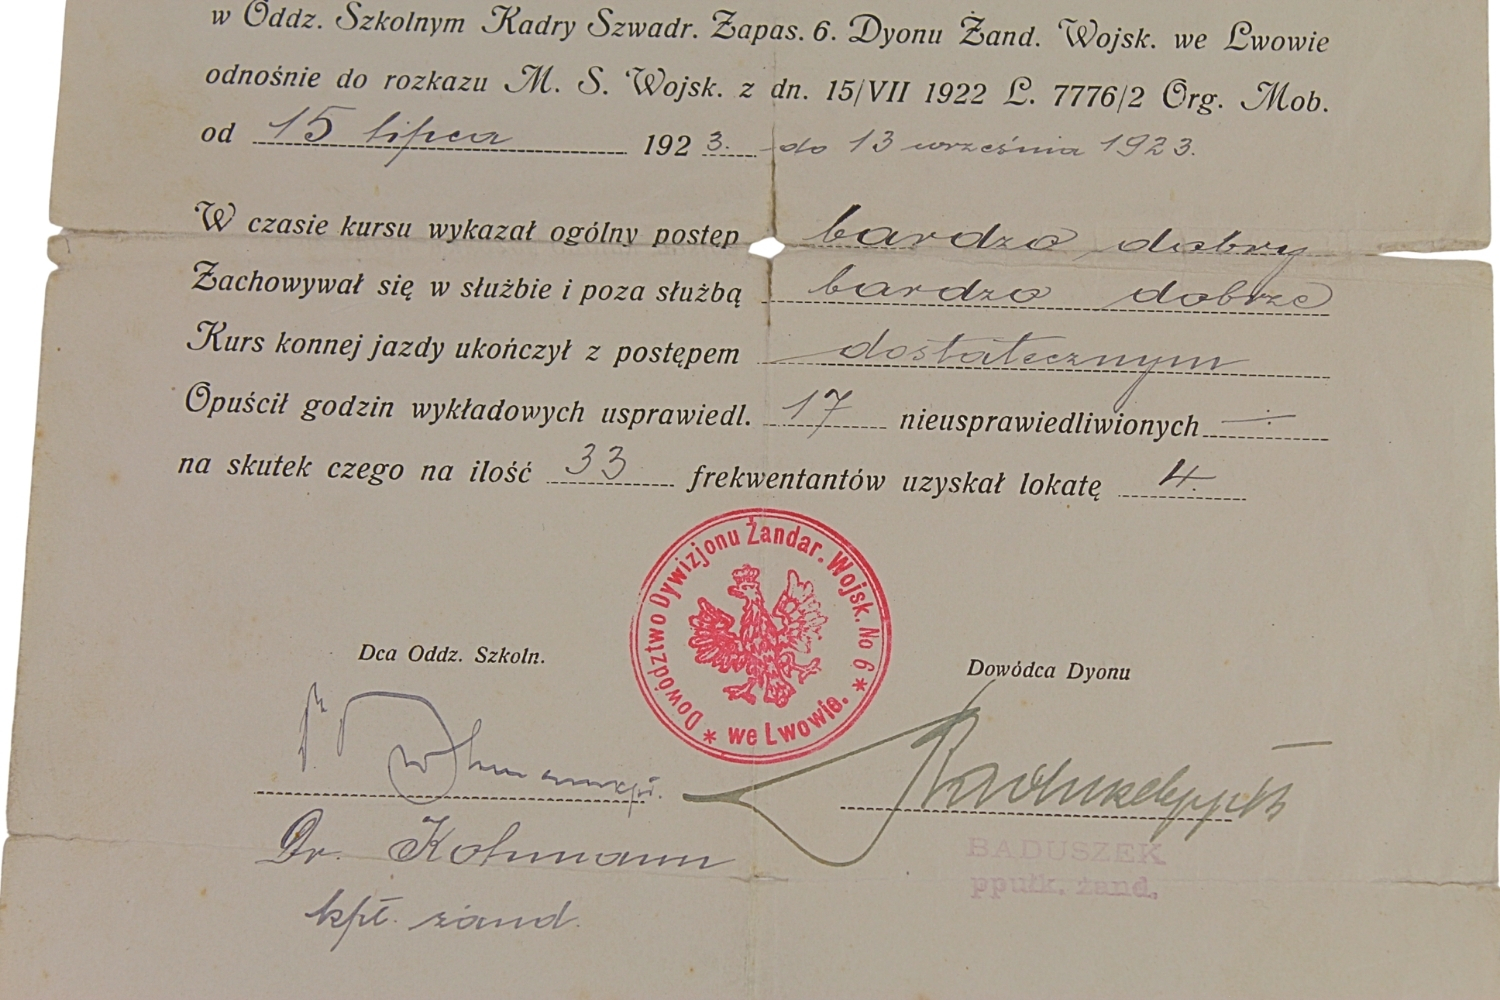 w Oddz. Szkolnym Kadry Szwadr. Zapas. 6. Dyonu Żand. Wojsk. we Lwowie
odnośnie do rozkazu M. S. Wojsk. z dn. 15/VII 1922 L. 7776/2 Org. Mob.
od 15 lipca 1923. do 13 września 1923.
W czasie kursu wykazał ogólny postęp bardzo dobry
Zachowywał się w służbie i poza służbą bardzo dobrze
Kurs konnej jazdy ukończył z postępem dostatecznym
Opuścił godzin wykładowych usprawiedl. 17 nieusprawiedliwionych -·-
na skutek czego na ilość 33 frekwentantów uzyskał lokatę 4.
Dowództwo Dywizjonu Żandar. Wojsk. No 6 * we Lwowie. *
Dca Oddz. Szkoln.
Dowódca Dyonu
Dr. Kohmann
kpt. żand.
BADUSZEK
ppułk. żand.